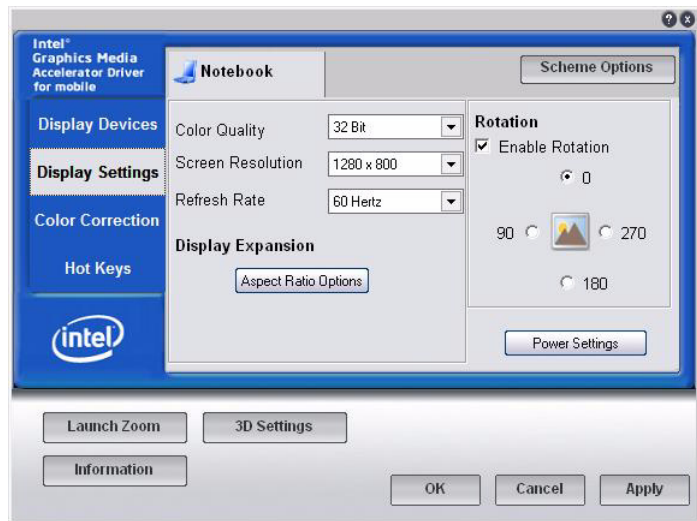 Intel®
Graphics Media
Accelerator Driver
for mobile
Notebook
Scheme Options
Display Devices
Display Settings
Color Correction
Hot Keys
intel
Color Quality
32 Bit
Screen Resolution
1280 x 800
Refresh Rate
60 Hertz
Display Expansion
Aspect Ratio Options
Rotation
Enable Rotation
0
90
270
180
Power Settings
Launch Zoom
3D Settings
Information
OK
Cancel
Apply